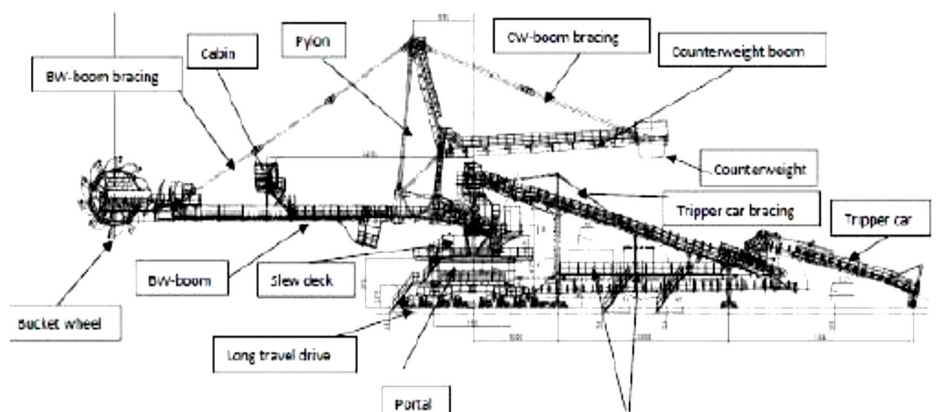 Cabin
Pylon
CW-boom bracing
Counterweight boom
BW-boom bracing
Counterweight
Tripper car bracing
Tripper car
BW-boom
Slew deck
Bucket wheel
Long travel drive
Portal